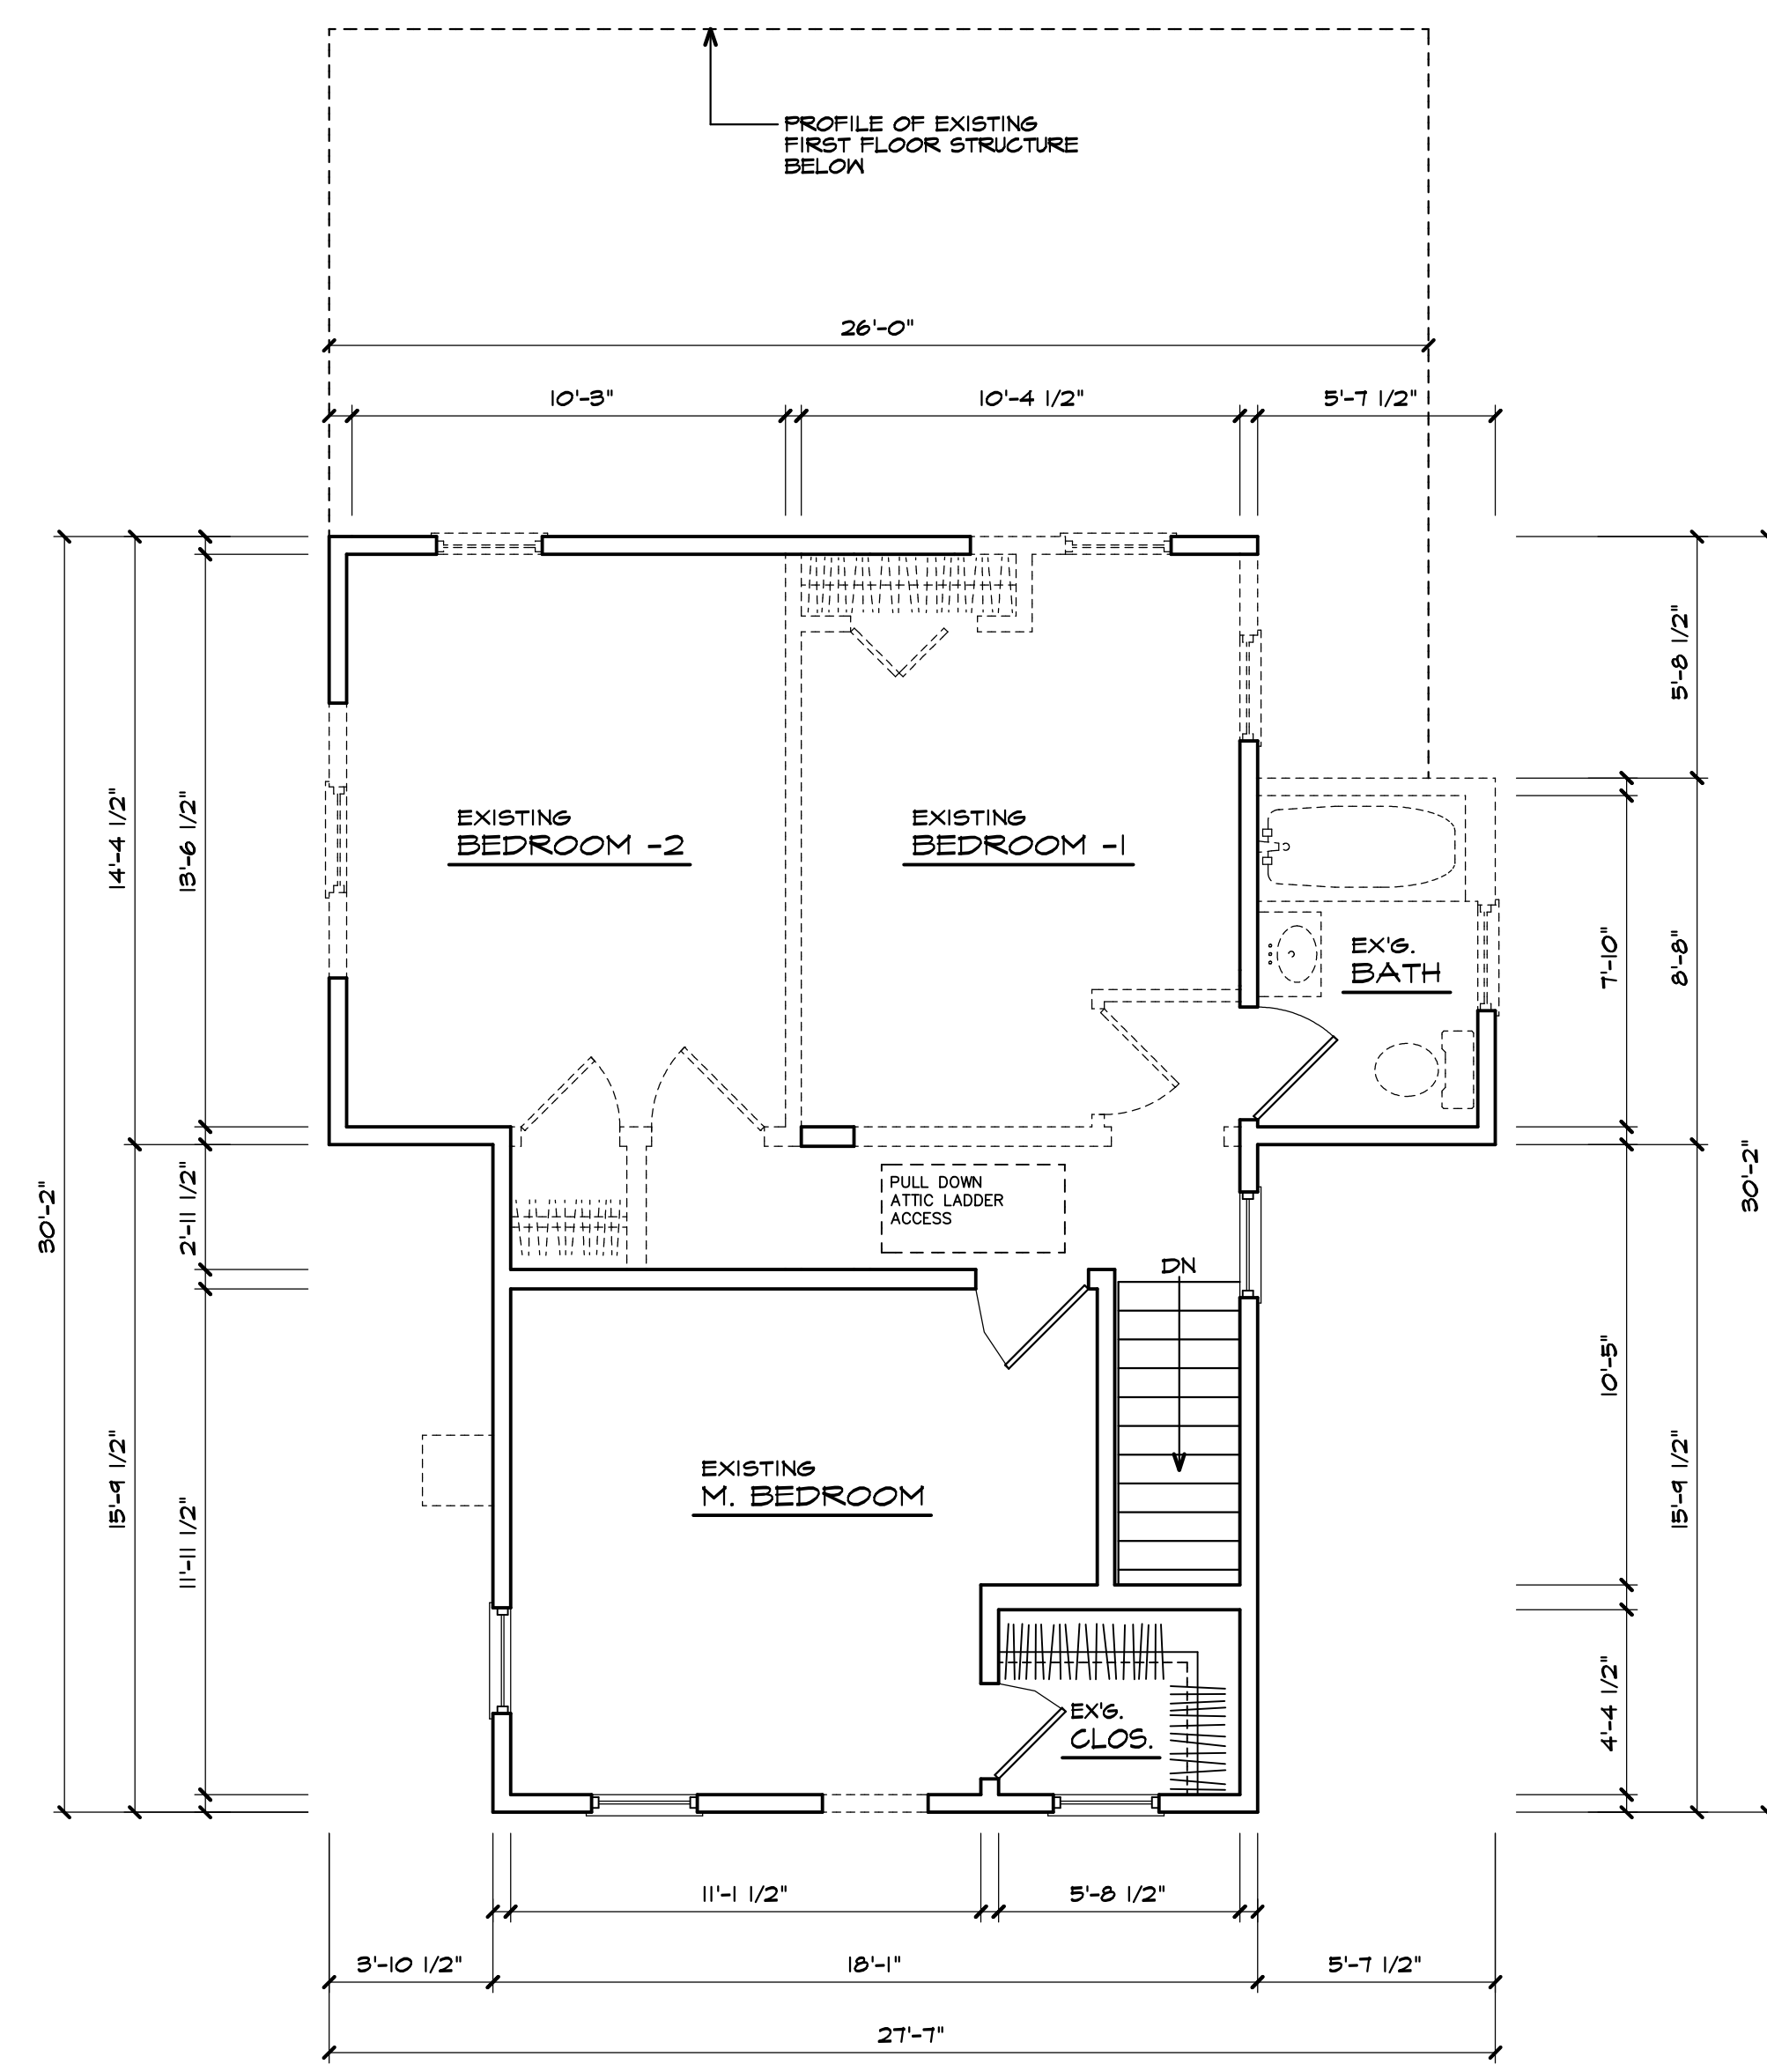 PROFILE OF EXISTING
FIRST FLOOR STRUCTURE
BELOW
26'-0"
10'-3"
10'-4 1/2"
5'-7 1/2"
5'-8 1/2"
14'-4 1/2"
13'-6 1/2"
EXISTING
BEDROOM -2
EXISTING
BEDROOM -1
EX'G.
BATH
7'-10"
8'-8"
30'-2"
2'-11 1/2"
PULL DOWN
ATTIC LADDER
ACCESS
DN
30'-2"
10'-5"
15'-9 1/2"
11'-11 1/2"
EXISTING
M. BEDROOM
15'-9 1/2"
EX'G.
CLOS.
4'-4 1/2"
11'-1 1/2"
5'-8 1/2"
3'-10 1/2"
18'-1"
5'-7 1/2"
27'-7"